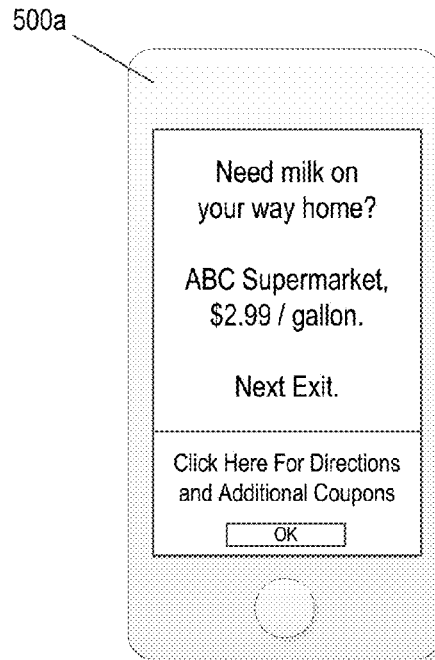 500a
Need milk on
your way home?
ABC Supermarket,
$2.99 / gallon.
Next Exit.
Click Here For Directions
and Additional Coupons
OK